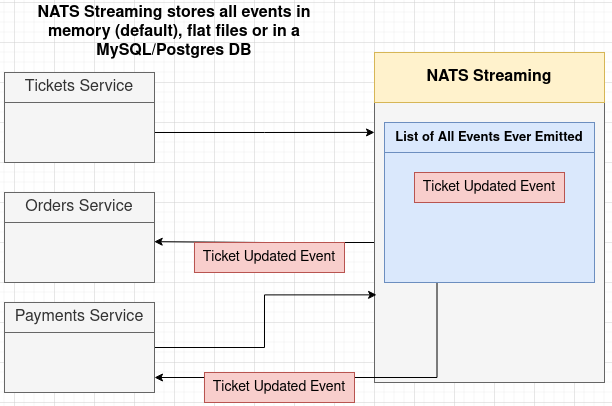 NATS Streaming stores all events in
memory (default), flat files or in a
MySQL/Postgres DB
Tickets Service
NATS Streaming
List of All Events Ever Emitted
Ticket Updated Event
Orders Service
Ticket Updated Event
Payments Service
Ticket Updated Event